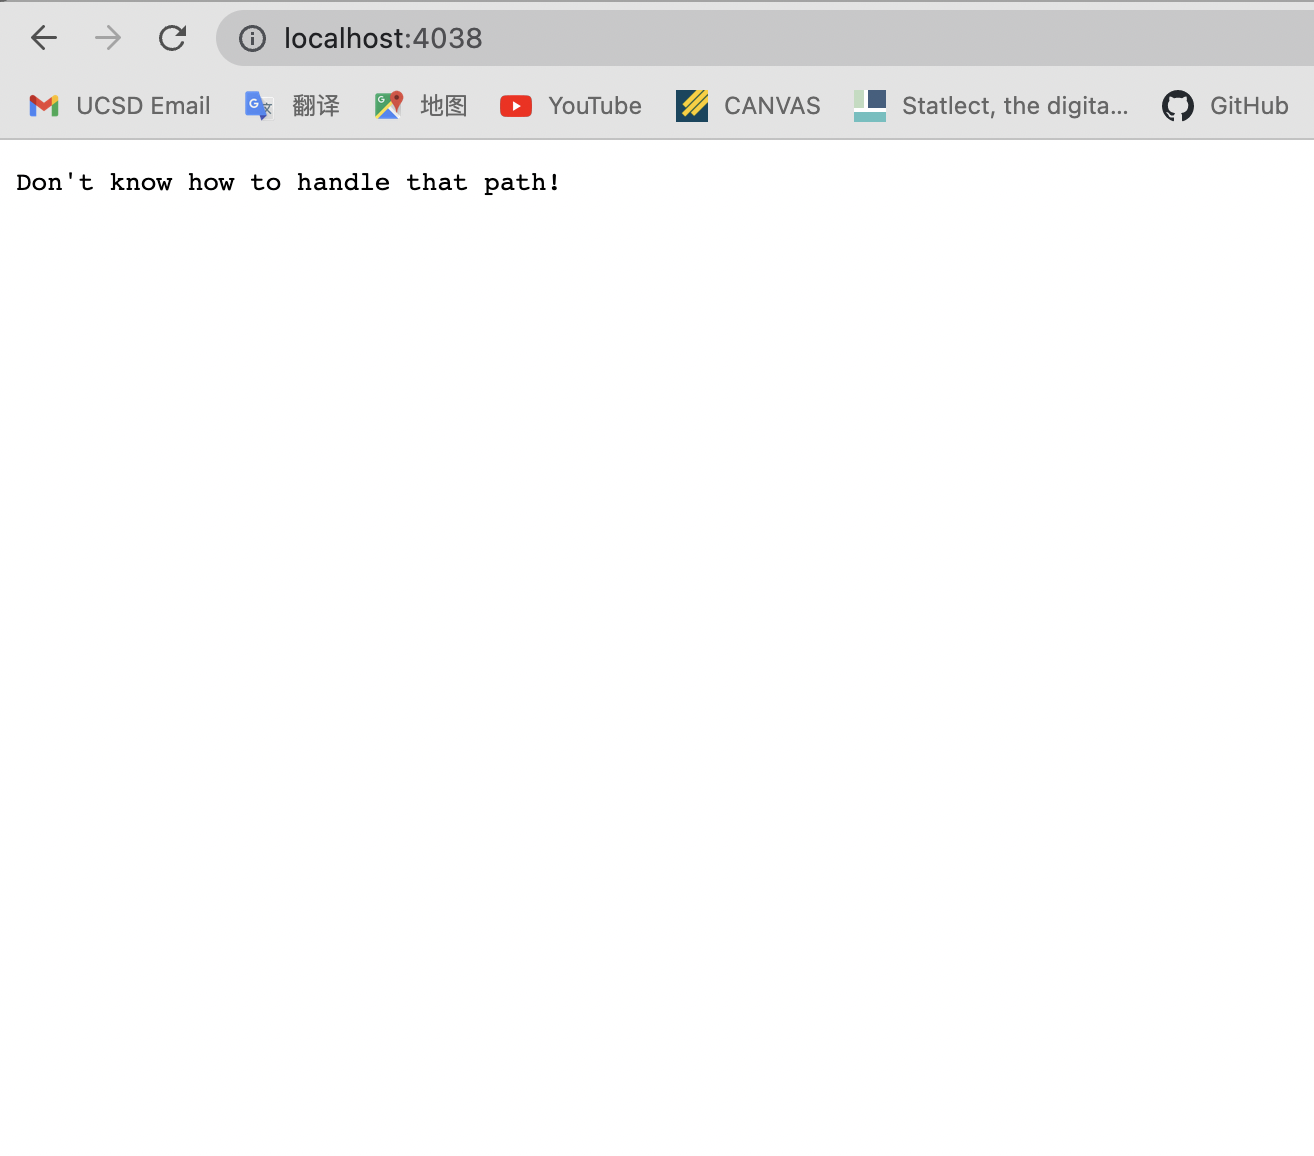 localhost:4038
UCSD Email 翻译 地图 YouTube CANVAS Statlect, the digita... GitHub
Don't know how to handle that path!